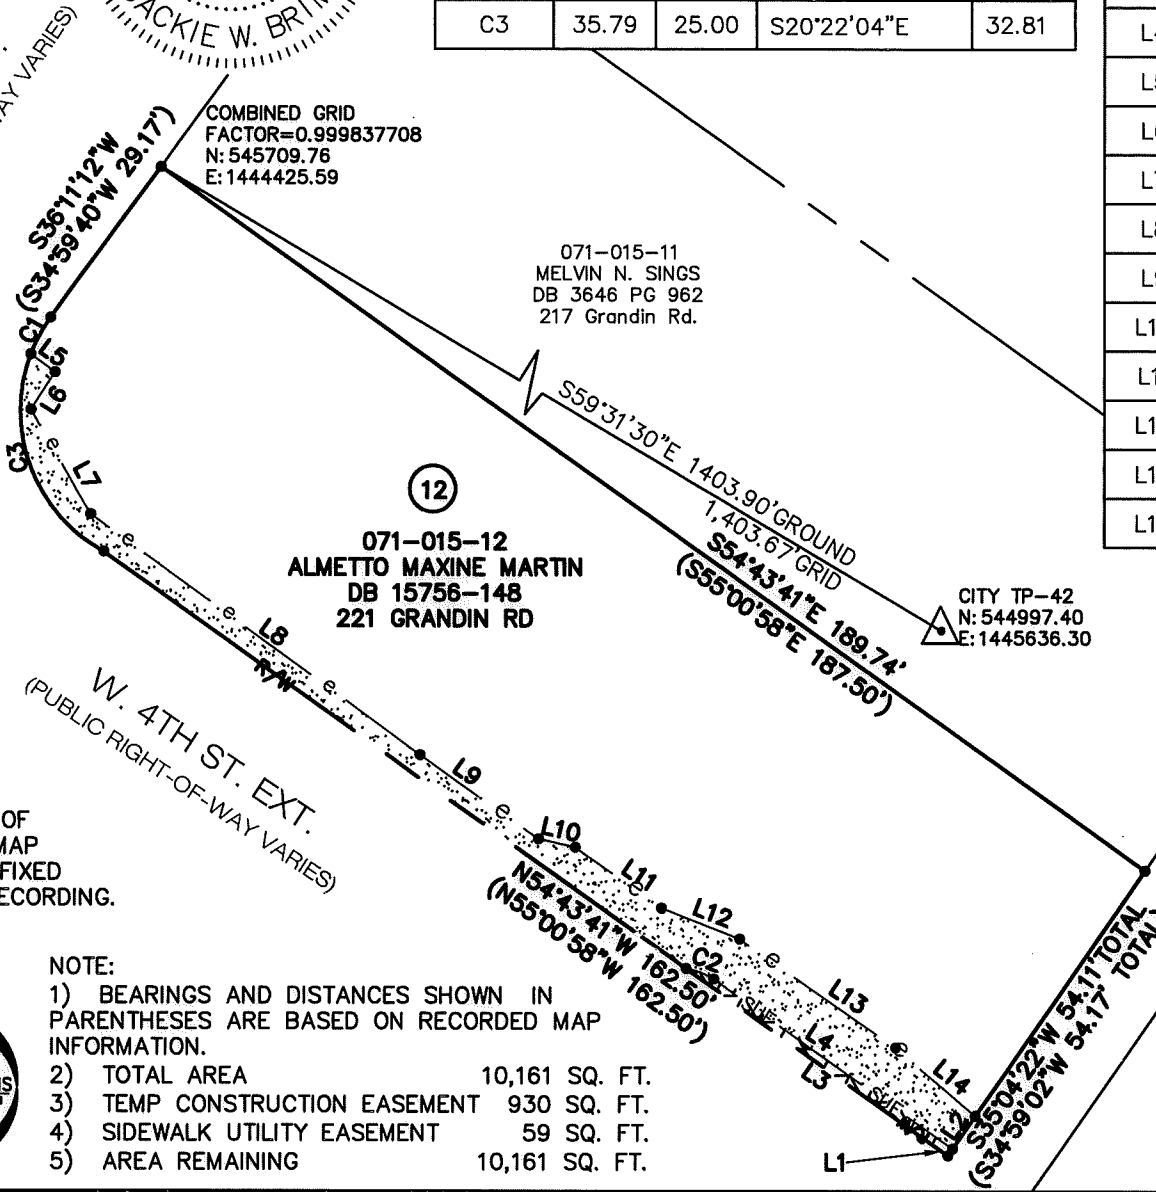 JACKIE W. BRIM
AY VARIES)
C3 35.79 25.00 S20°22'04"E 32.81
COMBINED GRID
FACTOR=0.999837708
N: 545709.76
E: 1444425.59
S36°11'12"W
(S34°59'40"W 29.17')
071-015-11
MELVIN N. SINGS
DB 3646 PG 962
217 Grandin Rd.
C1
L5
L6
C3
e
L7
S59°31'30"E 1403.90' GROUND
1,403.67' GRID
12
071-015-12
ALMETTO MAXINE MARTIN
DB 15756-148
221 GRANDIN RD
S54°43'41"E 189.74'
(S55°00'58"E 187.50')
CITY TP-42
N: 544997.40
E: 1445636.30
e
e
L8
R/W
e
W. 4TH ST. EXT.
(PUBLIC RIGHT-OF-WAY VARIES)
L9
e
L10
L11
e
L12
e
N54°43'41"W 162.50'
(N55°00'58"W 162.50')
C2
SUE
L13
L4
L3
e
L14
SUE
L2
L1
S35°04'22"W 54.11' TOTAL
(S34°59'02"W 54.17' TOTAL)
OF
MAP
FIXED
ECORDING.
NOTE:
1) BEARINGS AND DISTANCES SHOWN IN
PARENTHESES ARE BASED ON RECORDED MAP
INFORMATION.
2) TOTAL AREA 10,161 SQ. FT.
3) TEMP CONSTRUCTION EASEMENT 930 SQ. FT.
4) SIDEWALK UTILITY EASEMENT 59 SQ. FT.
5) AREA REMAINING 10,161 SQ. FT.